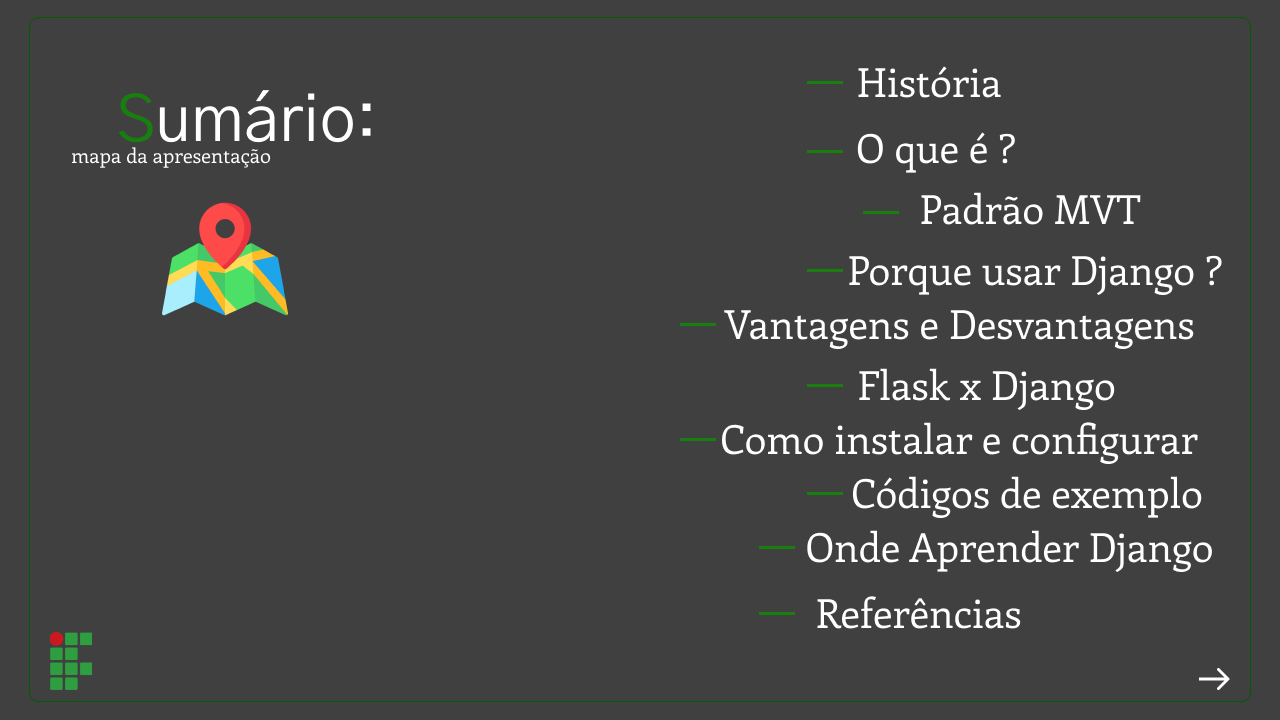 Sumário:
mapa da apresentação
História
O que é ?
Padrão MVT
Porque usar Django ?
Vantagens e Desvantagens
Flask x Django
Como instalar e configurar
Códigos de exemplo
Onde Aprender Django
Referências